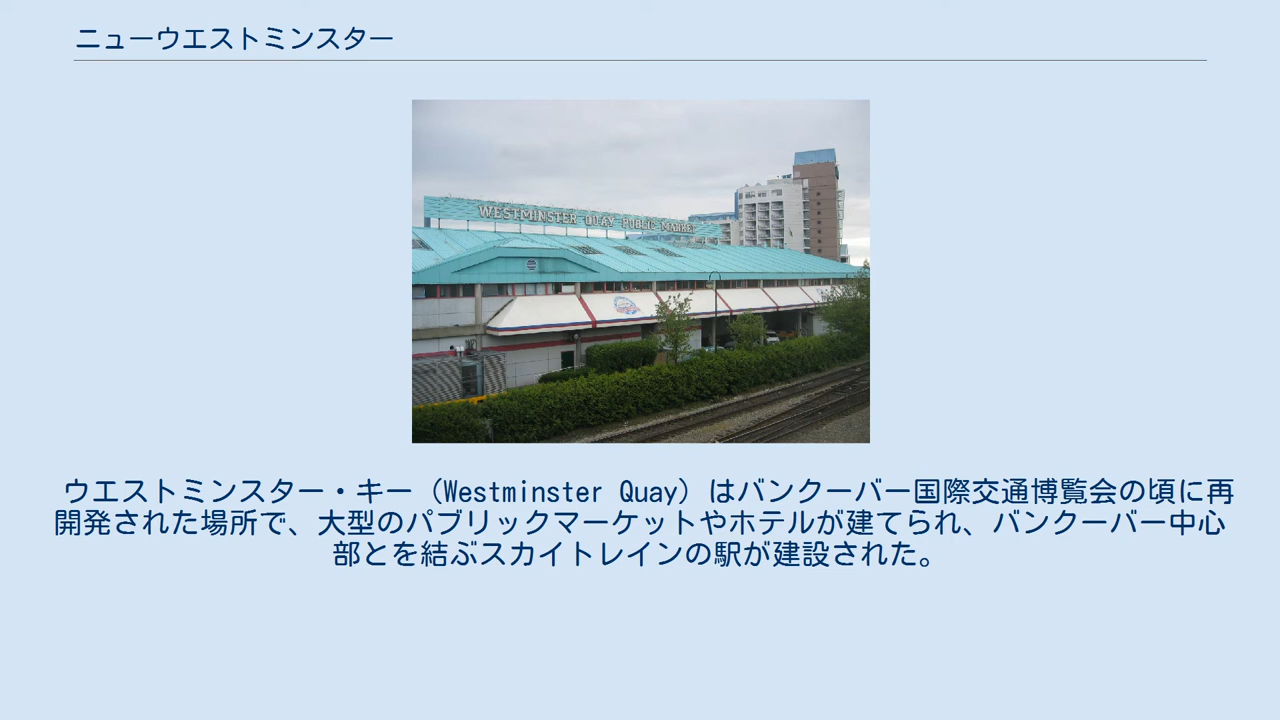 ニューウエストミンスター
WESTMINSTER QUAY PUBLIC MARKET
ウエストミンスター・キー（Westminster Quay）はバンクーバー国際交通博覧会の頃に再
開発された場所で、大型のパブリックマーケットやホテルが建てられ、バンクーバー中心
部とを結ぶスカイトレインの駅が建設された。